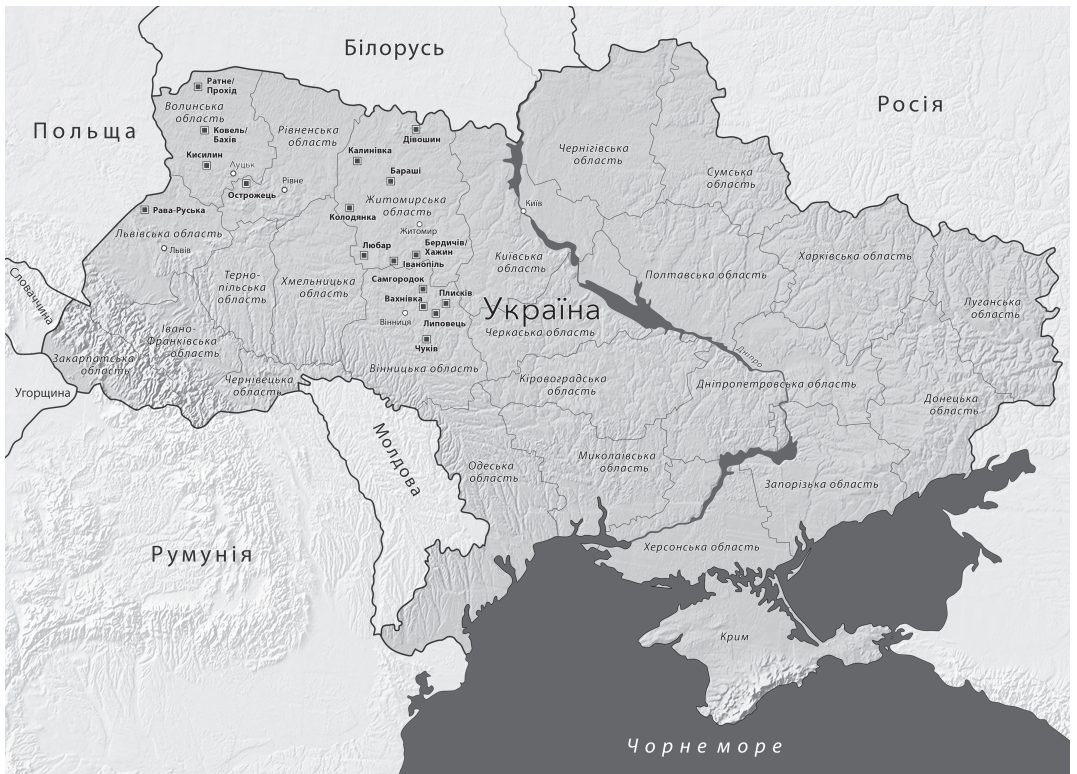 Білорусь
Росія
Польща
Ратне/
Прохід
Волинська
область
Ковель/
Бахів
Рівненська
область
Кисилин
Луцьк
Рівне
Острожець
Дівошин
Калинівка
Бараші
Житомирська
область
Колодянка
Житомир
Чернігівська
область
Сумська
область
Київ
Рава-Руська
Львівська область
Львів
Любар
Бердичів/
Хажин
Іванопіль
Самгородок
Плисків
Вахнівка
Вінниця
Липовець
Чуків
Вінницька область
Київська
область
Полтавська область
Харківська область
Луганська
область
Словаччина
Терно-
пільська
область
Хмельницька
область
Україна
Черкаська область
Івано-
Франківська
область
Закарпатська
область
Чернівецька
область
Угорщина
Дніпро
Кіровоградська
область
Дніпропетровська область
Донецька
область
Молдова
Одеська
область
Миколаївська
область
Запорізька область
Румунія
Херсонська область
Крим
Чорне море